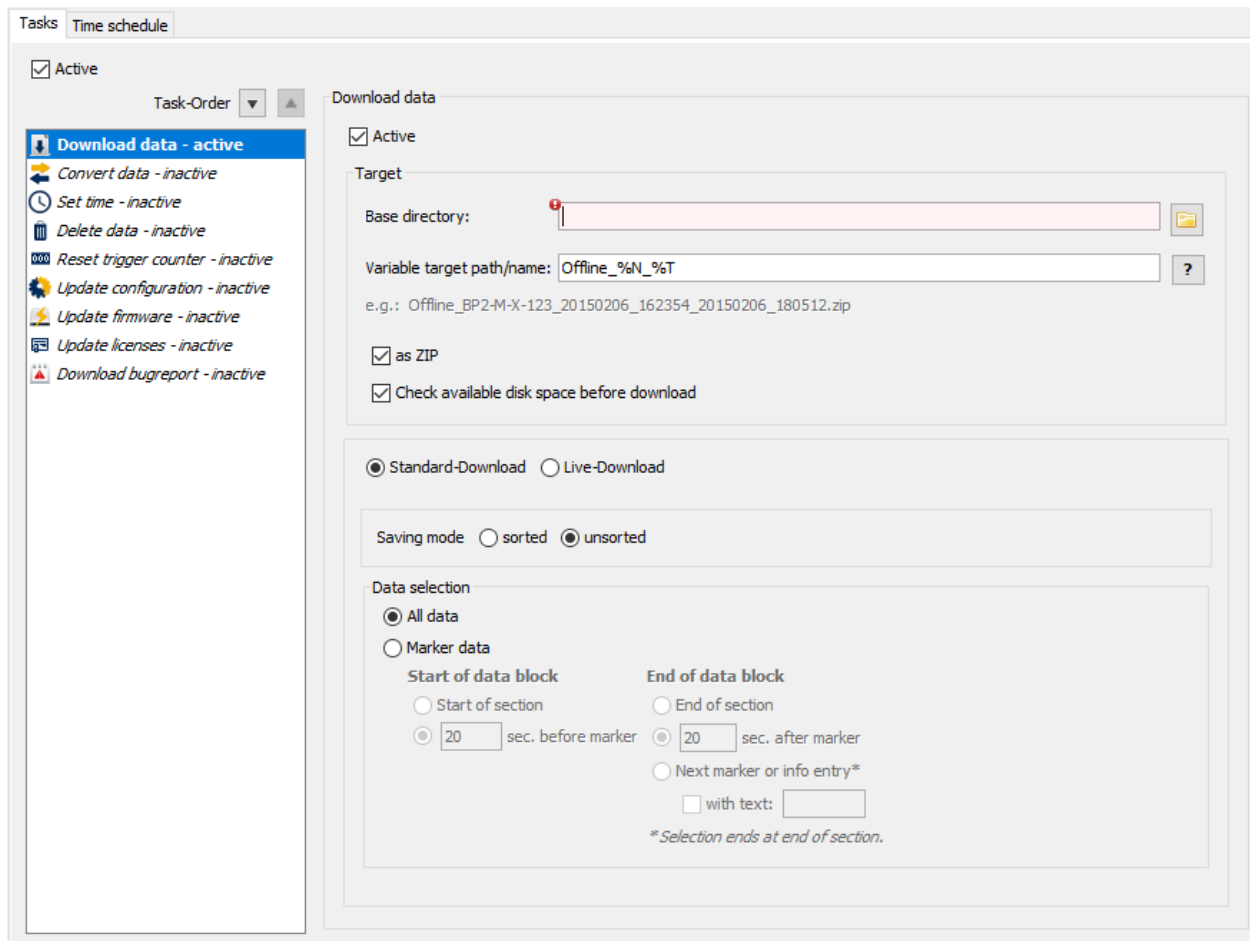 Tasks Time schedule
Active
Task-Order
Download data - active
Convert data - inactive
Set time - inactive
Delete data - inactive
000 Reset trigger counter - inactive
Update configuration - inactive
Update firmware - inactive
Update licenses - inactive
Download bugreport - inactive
Download data
Active
Target
Base directory:
Variable target path/name: Offline_%N_%T ?
e.g.: Offline_BP2-M-X-123_20150206_162354_20150206_180512.zip
as ZIP
Check available disk space before download
Standard-Download Live-Download
Saving mode sorted unsorted
Data selection
All data
Marker data
Start of data block End of data block
Start of section End of section
20 sec. before marker 20 sec. after marker
Next marker or info entry*
with text:
*Selection ends at end of section.